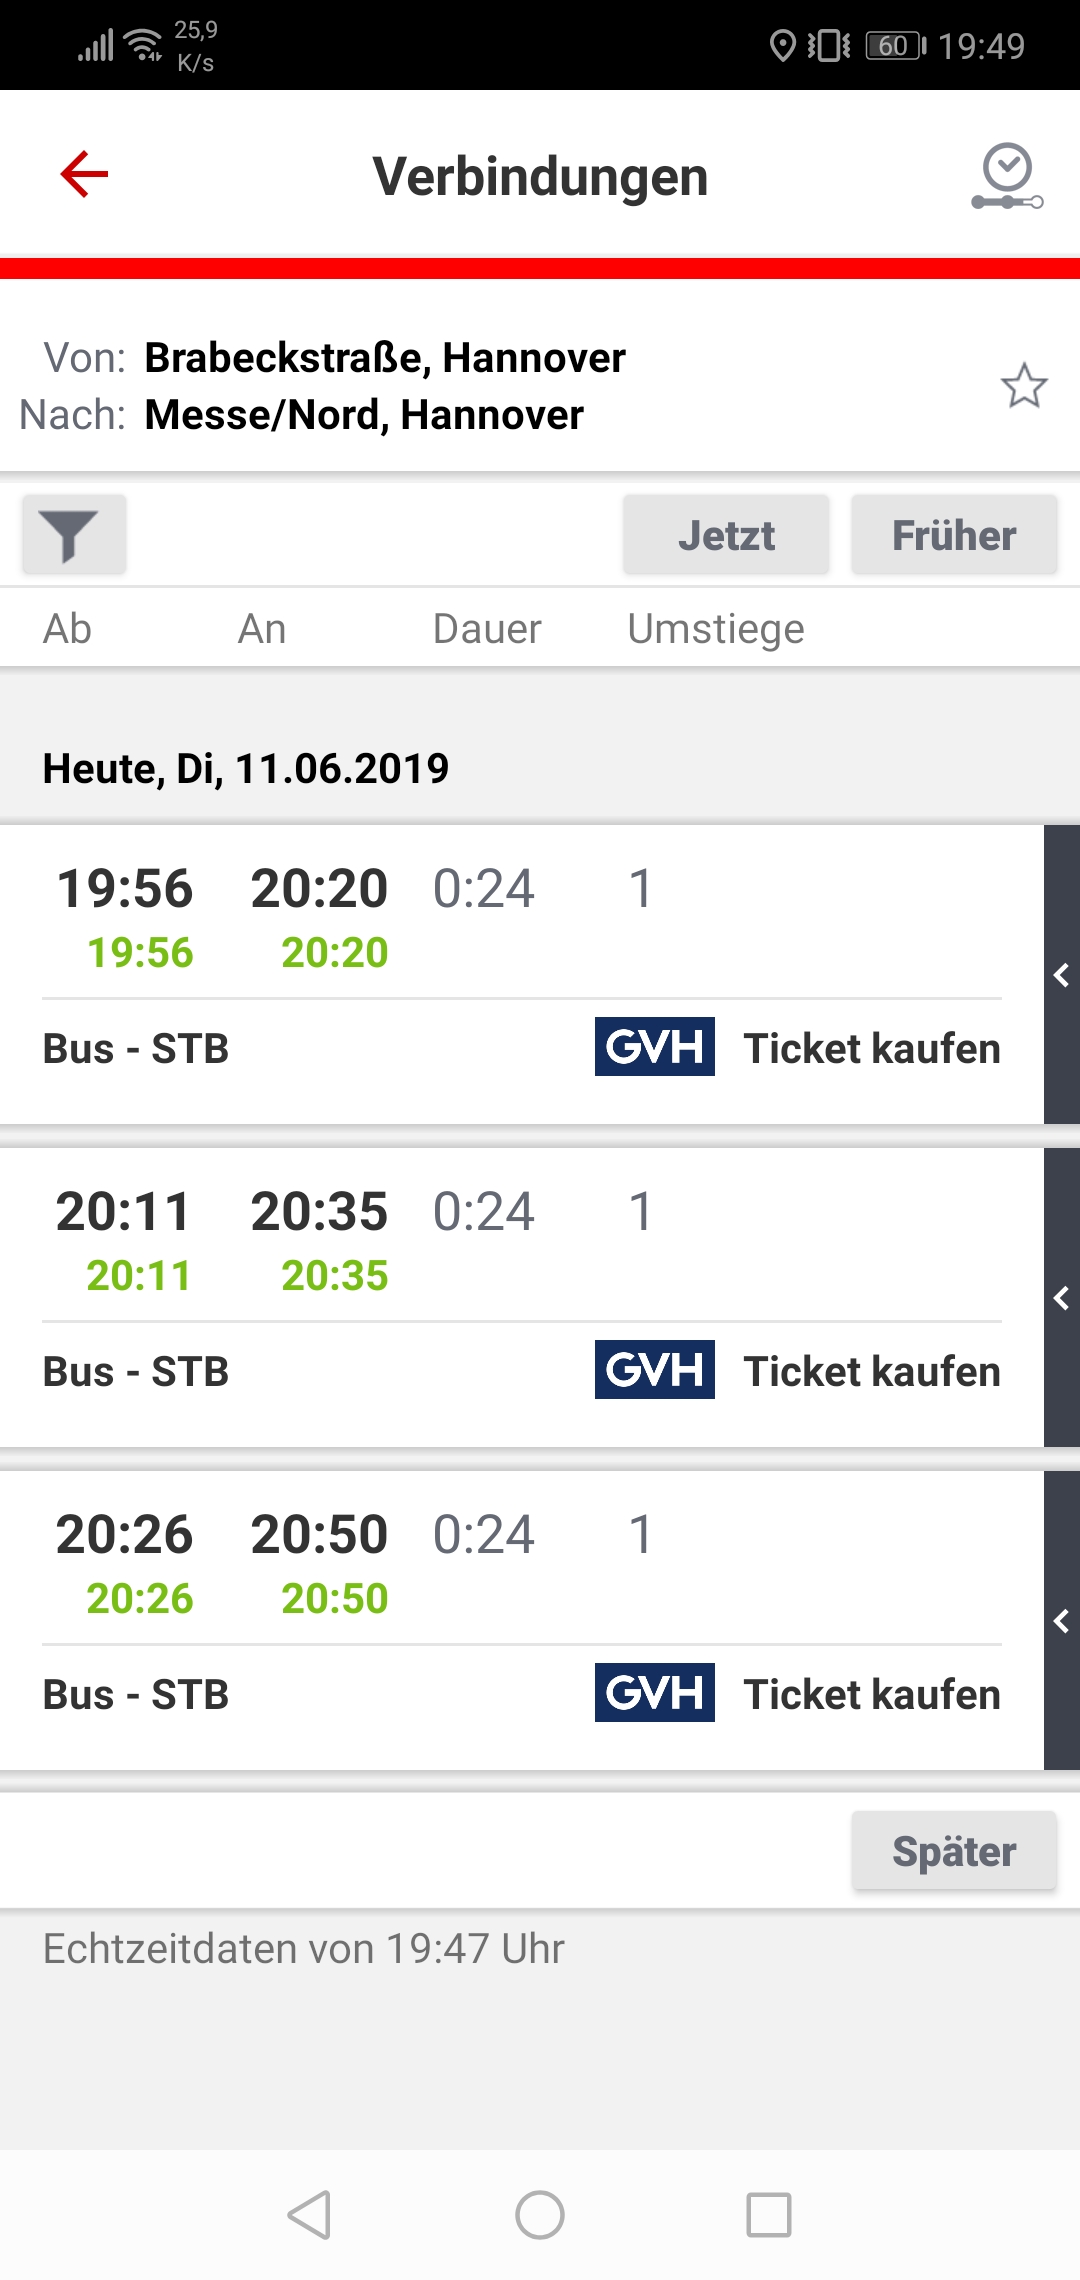 25,9
K/s
60 19:49
Verbindungen
Von: Brabeckstraße, Hannover
Nach: Messe/Nord, Hannover
Jetzt Früher
Ab An Dauer Umstiege
Heute, Di, 11.06.2019
19:56 20:20 0:24 1
19:56 20:20
Bus - STB GVH Ticket kaufen
20:11 20:35 0:24 1
20:11 20:35
Bus - STB GVH Ticket kaufen
20:26 20:50 0:24 1
20:26 20:50
Bus - STB GVH Ticket kaufen
Später
Echtzeitdaten von 19:47 Uhr